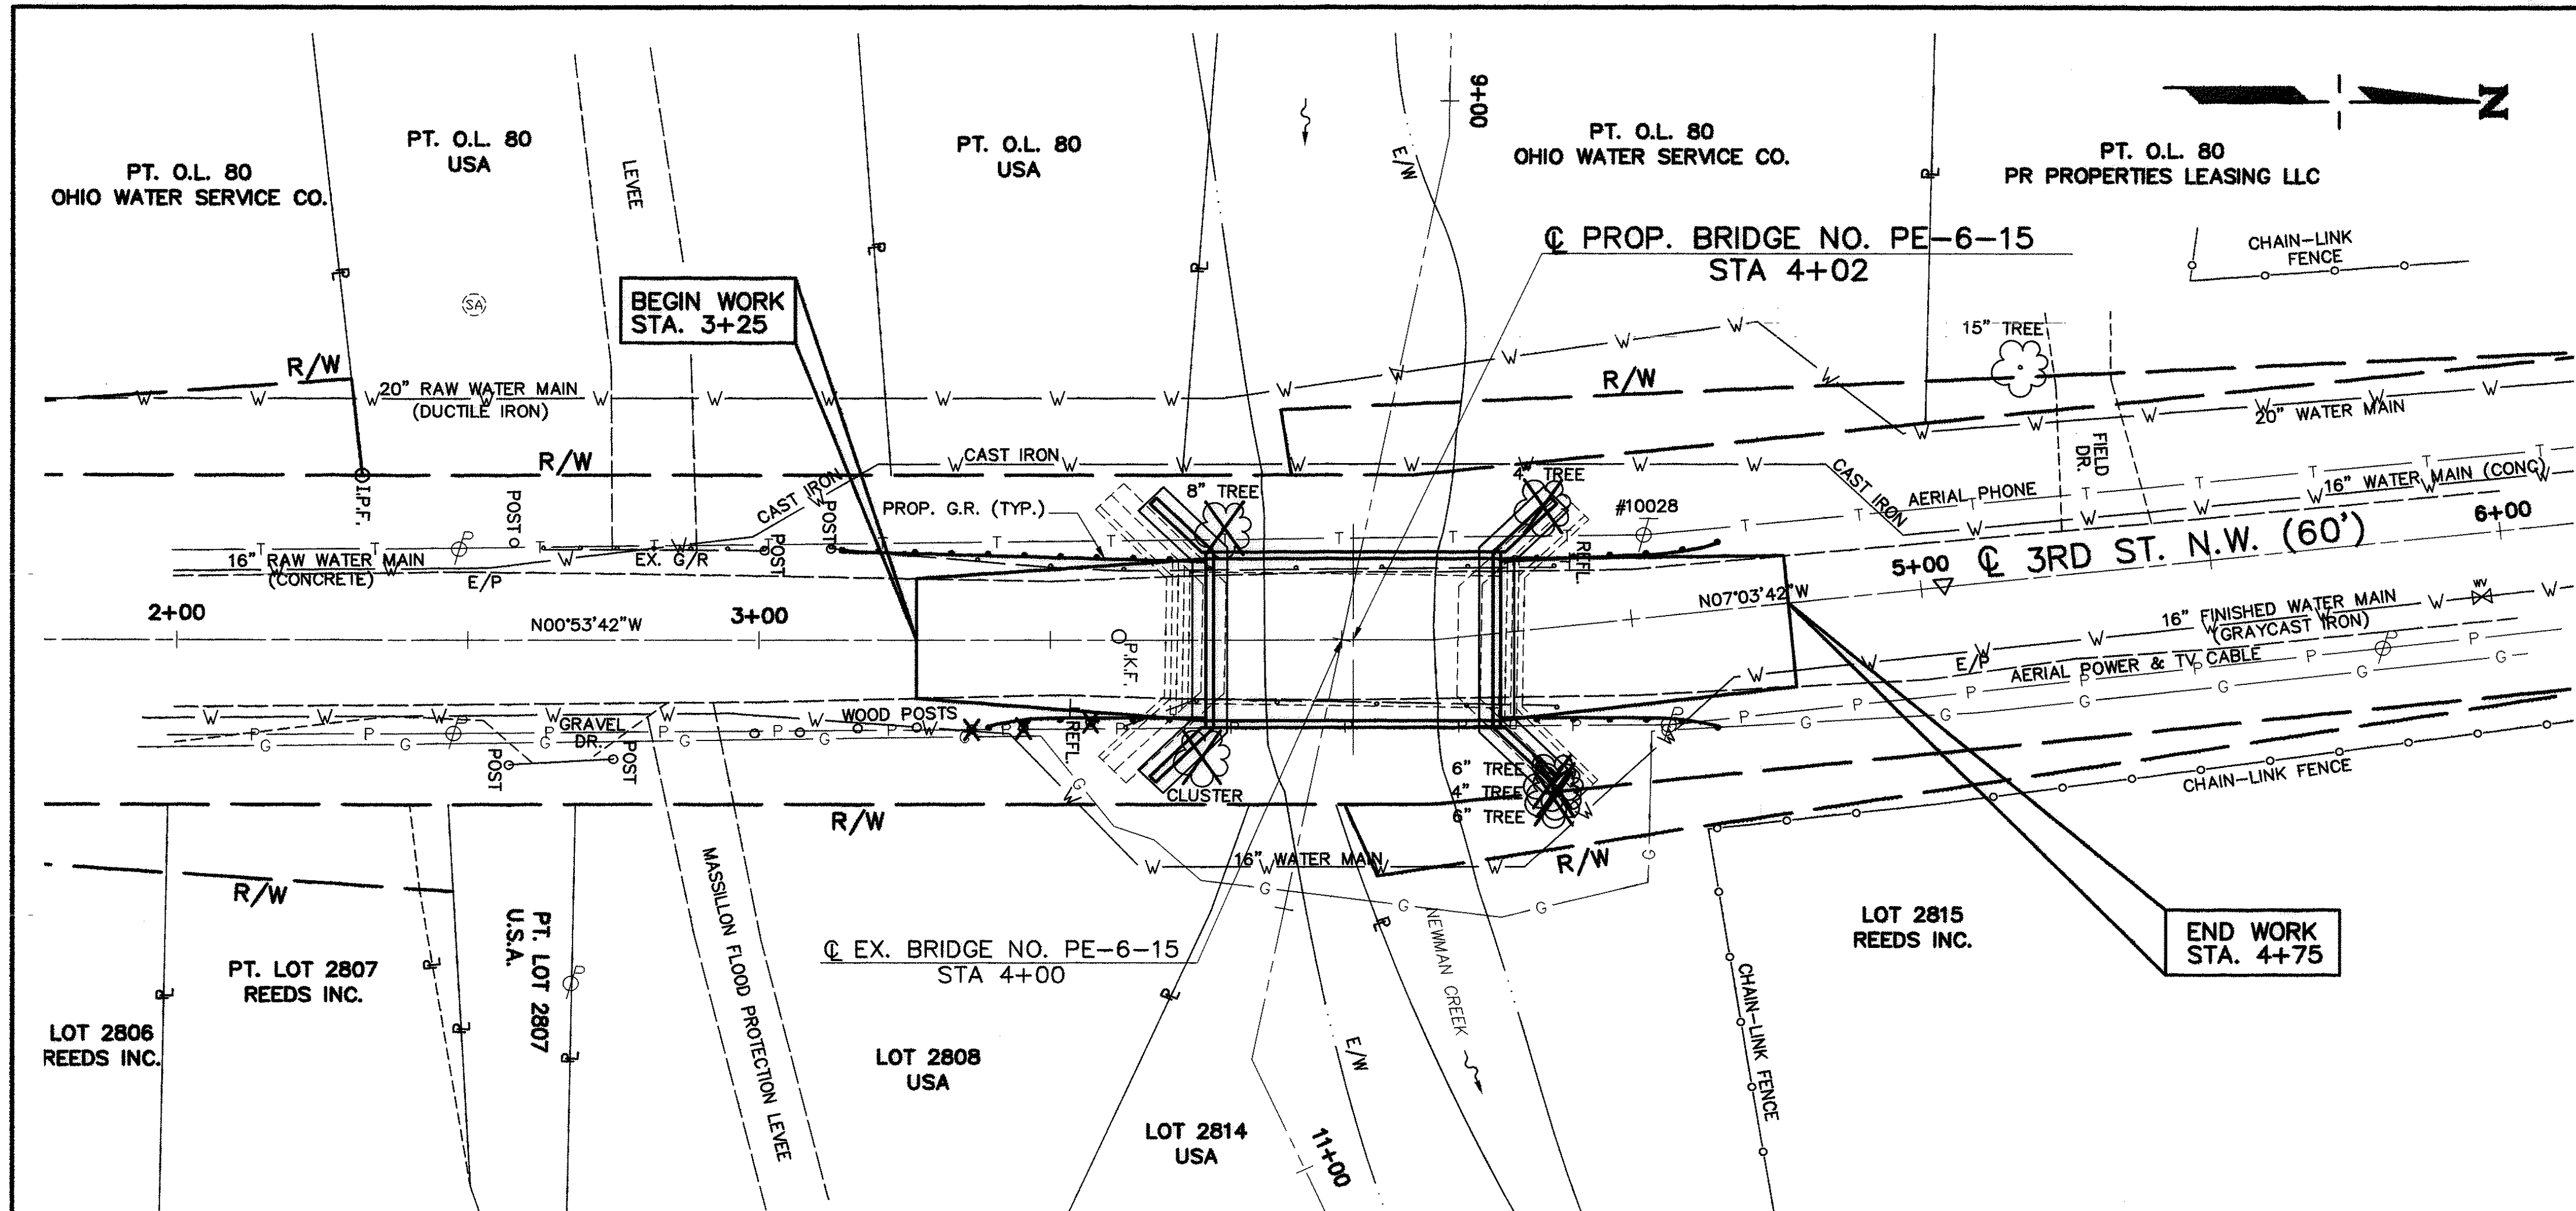 PT. O.L. 80
OHIO WATER SERVICE CO.
PT. O.L. 80
USA
LEVEE
PT. O.L. 80
USA
E/W
9+00
PT. O.L. 80
OHIO WATER SERVICE CO.
PT. O.L. 80
PR PROPERTIES LEASING LLC
N
℄ PROP. BRIDGE NO. PE-6-15
STA 4+02
CHAIN-LINK
FENCE
SA
BEGIN WORK
STA. 3+25
15" TREE
R/W
20" RAW WATER MAIN
(DUCTILE IRON)
R/W
20" WATER MAIN
R/W
CAST IRON
I.P.F.
POST
CAST IRON
POST
POST
PROP. G.R. (TYP.)
8" TREE
4" TREE
CAST IRON
#10028
AERIAL PHONE
FIELD
DR.
16" WATER MAIN (CONC)
6+00
16" RAW WATER MAIN
(CONCRETE)
E/P
EX. G/R
REFL.
5+00
℄ 3RD ST. N.W. (60')
2+00
N00°53'42"W
3+00
P.K.F.
N07°03'42"W
16" FINISHED WATER MAIN
(GRAYCAST IRON)
WV
E/P
AERIAL POWER & TV CABLE
GRAVEL
DR.
WOOD POSTS
REFL.
POST
POST
CLUSTER
6" TREE
4" TREE
6" TREE
CHAIN-LINK FENCE
R/W
16" WATER MAIN
R/W
R/W
MASSILLON FLOOD PROTECTION LEVEE
PT. LOT 2807
U.S.A.
PT. LOT 2807
REEDS INC.
℄ EX. BRIDGE NO. PE-6-15
STA 4+00
NEWMAN CREEK
LOT 2815
REEDS INC.
END WORK
STA. 4+75
CHAIN-LINK FENCE
LOT 2806
REEDS INC.
LOT 2808
USA
E/W
LOT 2814
USA
11+00